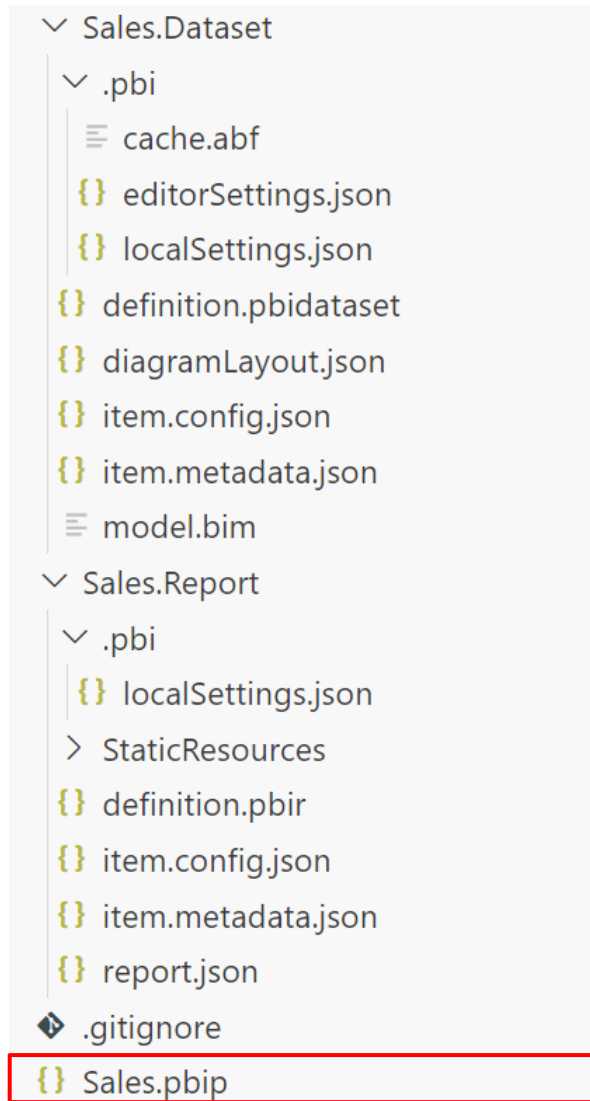 Sales.Dataset
.pbi
cache.abf
editorSettings.json
localSettings.json
definition.pbidataset
diagramLayout.json
item.config.json
item.metadata.json
model.bim
Sales.Report
.pbi
localSettings.json
StaticResources
definition.pbir
item.config.json
item.metadata.json
report.json
.gitignore
Sales.pbip